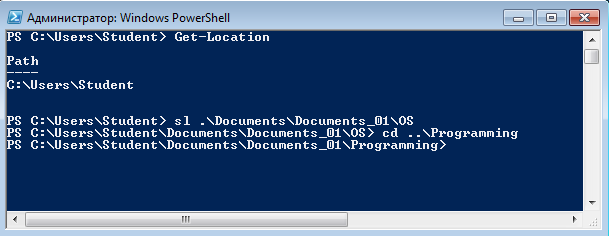 Администратор: Windows PowerShell
PS C:\Users\Student> Get-Location
Path
----
C:\Users\Student
PS C:\Users\Student> sl .\Documents\Documents_01\OS
PS C:\Users\Student\Documents\Documents_01\OS> cd ..\Programming
PS C:\Users\Student\Documents\Documents_01\Programming>